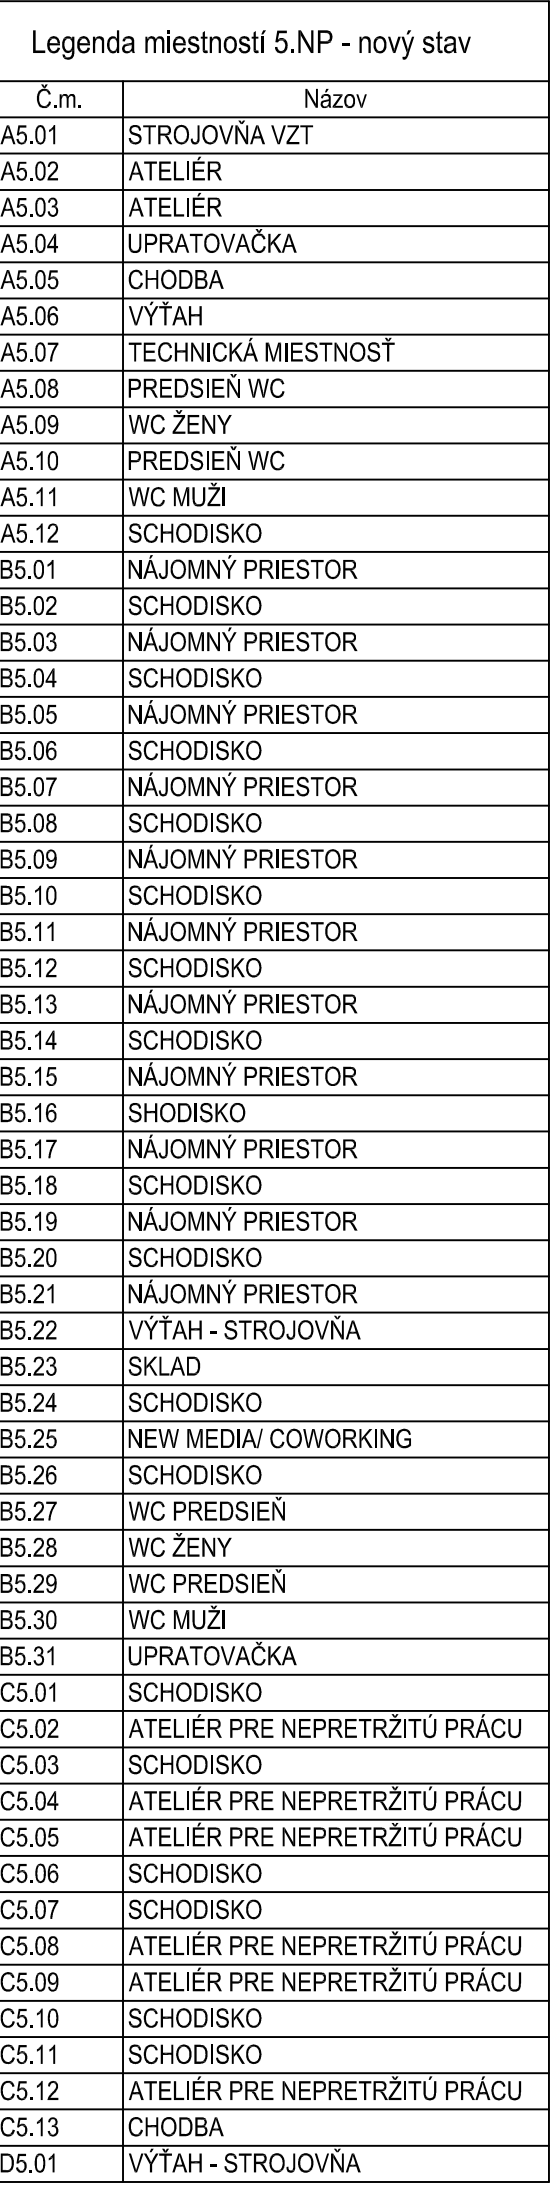 Legenda miestností 5.NP - nový stav
Č.m. Názov
A5.01 STROJOVŇA VZT
A5.02 ATELIÉR
A5.03 ATELIÉR
A5.04 UPRATOVAČKA
A5.05 CHODBA
A5.06 VÝŤAH
A5.07 TECHNICKÁ MIESTNOSŤ
A5.08 PREDSIEŇ WC
A5.09 WC ŽENY
A5.10 PREDSIEŇ WC
A5.11 WC MUŽI
A5.12 SCHODISKO
B5.01 NÁJOMNÝ PRIESTOR
B5.02 SCHODISKO
B5.03 NÁJOMNÝ PRIESTOR
B5.04 SCHODISKO
B5.05 NÁJOMNÝ PRIESTOR
B5.06 SCHODISKO
B5.07 NÁJOMNÝ PRIESTOR
B5.08 SCHODISKO
B5.09 NÁJOMNÝ PRIESTOR
B5.10 SCHODISKO
B5.11 NÁJOMNÝ PRIESTOR
B5.12 SCHODISKO
B5.13 NÁJOMNÝ PRIESTOR
B5.14 SCHODISKO
B5.15 NÁJOMNÝ PRIESTOR
B5.16 SHODISKO
B5.17 NÁJOMNÝ PRIESTOR
B5.18 SCHODISKO
B5.19 NÁJOMNÝ PRIESTOR
B5.20 SCHODISKO
B5.21 NÁJOMNÝ PRIESTOR
B5.22 VÝŤAH - STROJOVŇA
B5.23 SKLAD
B5.24 SCHODISKO
B5.25 NEW MEDIA/ COWORKING
B5.26 SCHODISKO
B5.27 WC PREDSIEŇ
B5.28 WC ŽENY
B5.29 WC PREDSIEŇ
B5.30 WC MUŽI
B5.31 UPRATOVAČKA
C5.01 SCHODISKO
C5.02 ATELIÉR PRE NEPRETRŽITÚ PRÁCU
C5.03 SCHODISKO
C5.04 ATELIÉR PRE NEPRETRŽITÚ PRÁCU
C5.05 ATELIÉR PRE NEPRETRŽITÚ PRÁCU
C5.06 SCHODISKO
C5.07 SCHODISKO
C5.08 ATELIÉR PRE NEPRETRŽITÚ PRÁCU
C5.09 ATELIÉR PRE NEPRETRŽITÚ PRÁCU
C5.10 SCHODISKO
C5.11 SCHODISKO
C5.12 ATELIÉR PRE NEPRETRŽITÚ PRÁCU
C5.13 CHODBA
D5.01 VÝŤAH - STROJOVŇA